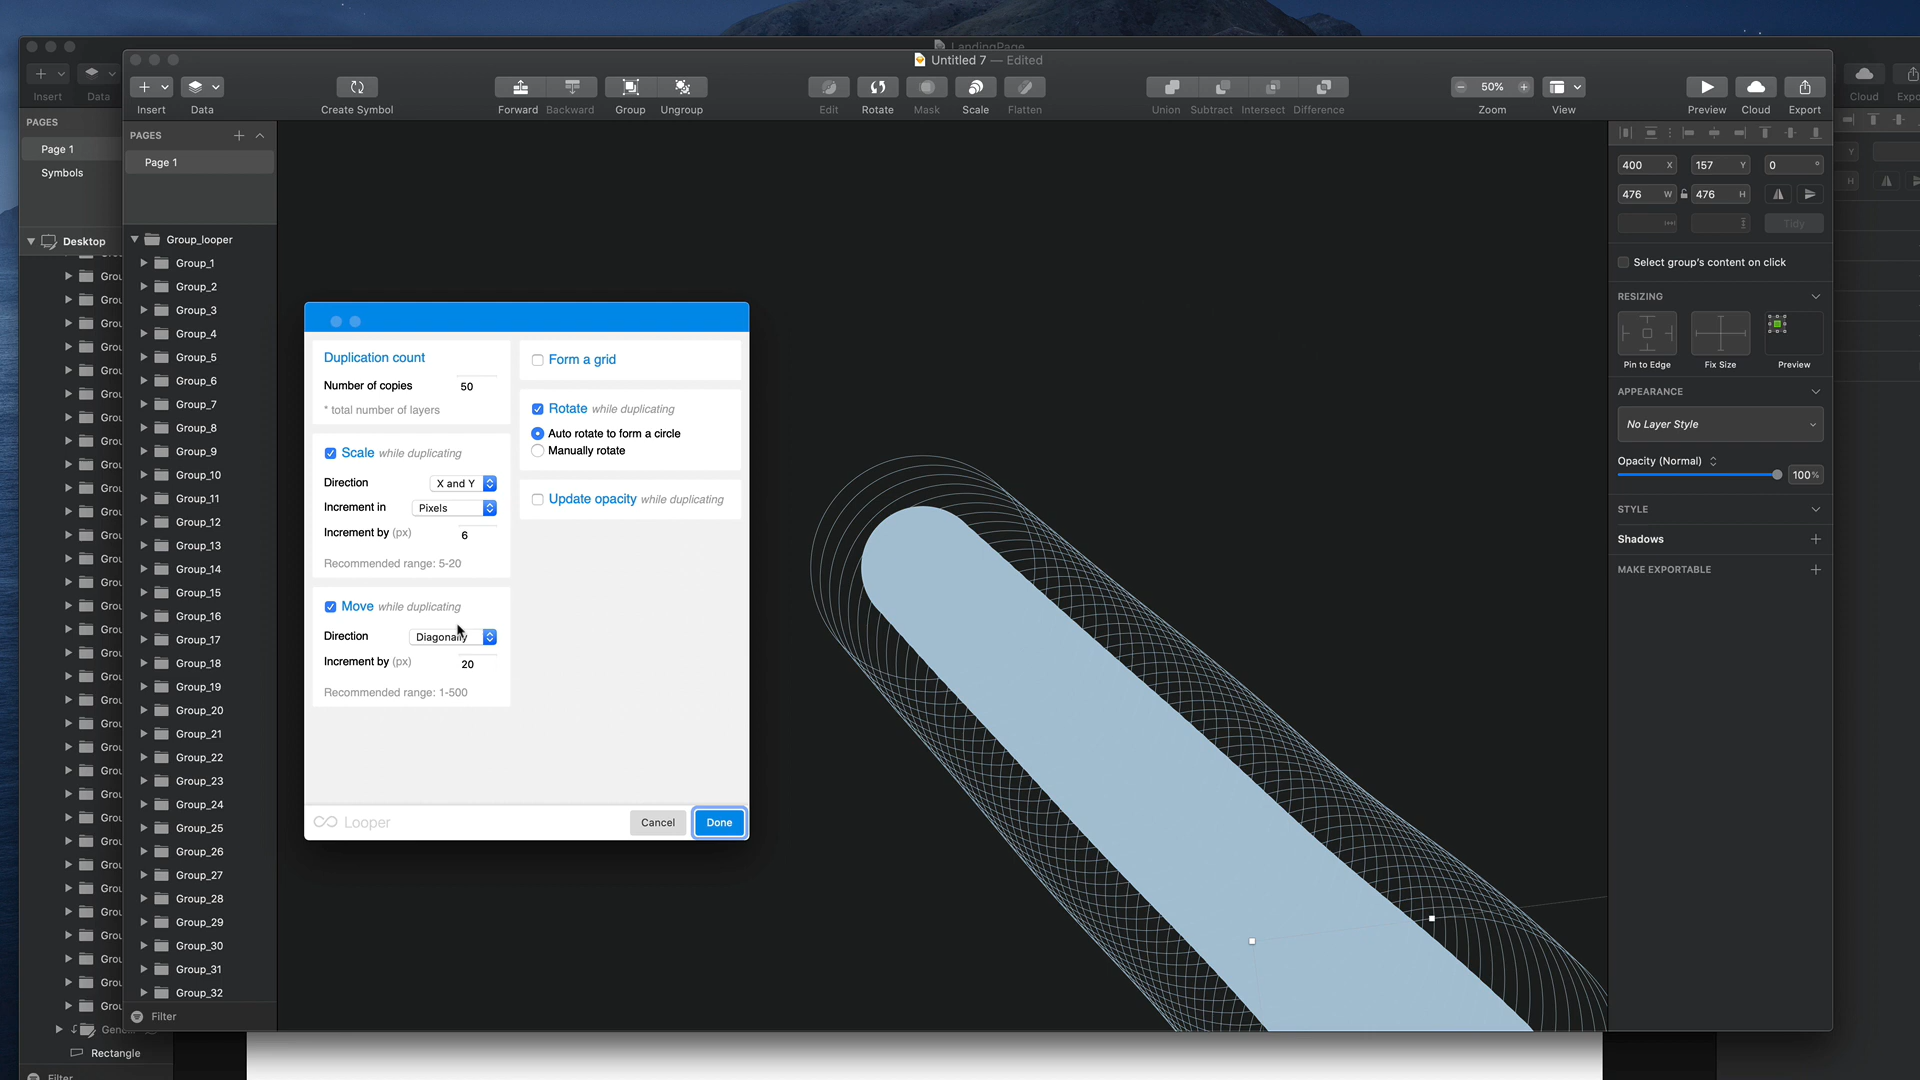 LandingPage
Untitled 7 — Edited
Insert
Data
Insert
Data
Create Symbol
Forward
Backward
Group
Ungroup
Edit
Rotate
Mask
Scale
Flatten
Union
Subtract
Intersect
Difference
50%
Zoom
View
Preview
Cloud
Export
Cloud
PAGES
Page 1
Symbols
Desktop
PAGES
Page 1
Group_looper
Group_1
Group_2
Group_3
Group_4
Group_5
Group_6
Group_7
Group_8
Group_9
Group_10
Group_11
Group_12
Group_13
Group_14
Group_15
Group_16
Group_17
Group_18
Group_19
Group_20
Group_21
Group_22
Group_23
Group_24
Group_25
Group_26
Group_27
Group_28
Group_29
Group_30
Group_31
Group_32
Filter
Rectangle
Filter
Duplication count
Number of copies 50
* total number of layers
Scale while duplicating
Direction X and Y
Increment in Pixels
Increment by (px) 6
Recommended range: 5-20
Move while duplicating
Direction Diagonally
Increment by (px) 20
Recommended range: 1-500
Form a grid
Rotate while duplicating
Auto rotate to form a circle
Manually rotate
Update opacity while duplicating
Looper
Cancel
Done
400 X 157 Y 0 °
476 W 476 H
Tidy
Select group's content on click
RESIZING
Pin to Edge
Fix Size
Preview
APPEARANCE
No Layer Style
Opacity (Normal)
100%
STYLE
Shadows
MAKE EXPORTABLE